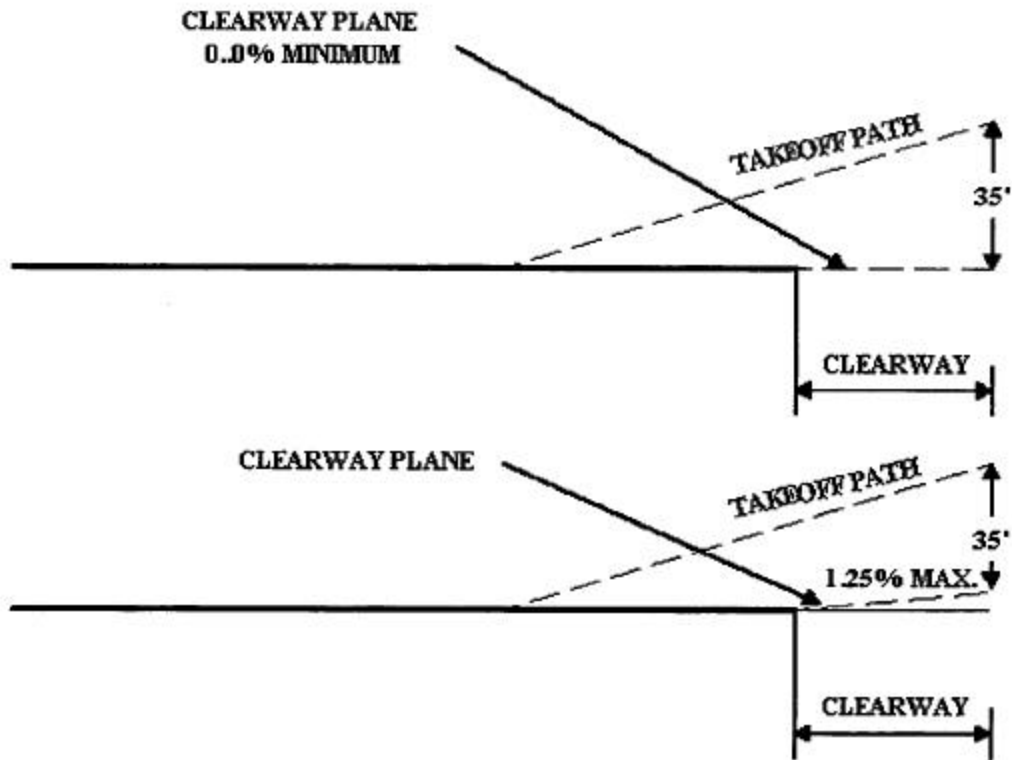 CLEARWAY PLANE
0..0% MINIMUM
TAKEOFF PATH
35'
CLEARWAY
CLEARWAY PLANE
TAKEOFF PATH
35'
1.25% MAX.
CLEARWAY